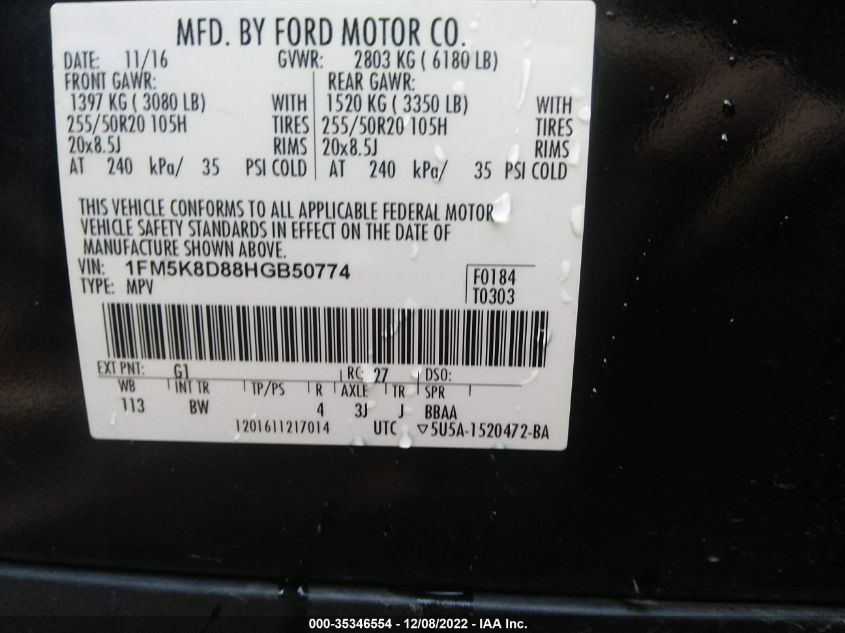 MFD. BY FORD MOTOR CO.
DATE: 11/16 GVWR: 2803 KG ( 6180 LB)
FRONT GAWR: REAR GAWR:
1397 KG ( 3080 LB) WITH 1520 KG ( 3350 LB) WITH
255/50R20 105H TIRES 255/50R20 105H TIRES
20x8.5J RIMS 20x8.5J RIMS
AT 240 kPa/ 35 PSI COLD AT 240 kPa/ 35 PSI COLD
THIS VEHICLE CONFORMS TO ALL APPLICABLE FEDERAL MOTOR
VEHICLE SAFETY STANDARDS IN EFFECT ON THE DATE OF
MANUFACTURE SHOWN ABOVE.
VIN: 1FM5K8D88HGB50774 F0184
TYPE: MPV T0303
EXT PNT: G1 RC: 27 DSO:
WB INT TR TP/PS R AXLE TR SPR
113 BW 4 3J J BBAA
1201611217014 UTC ▽5U5A-1520472-BA
000-35346554 - 12/08/2022 - IAA Inc.